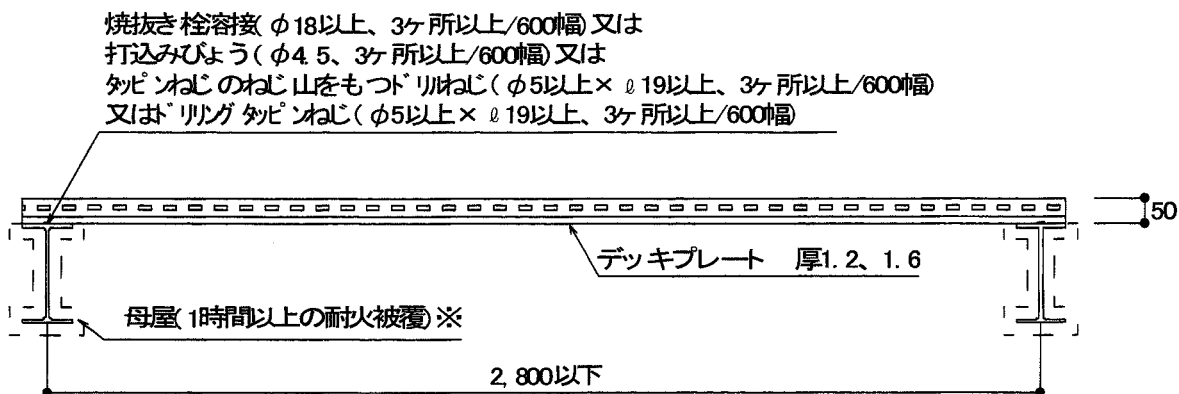 焼抜き栓溶接(φ18以上、3ヶ所以上/600幅)又は
打込みびょう(φ4.5、3ヶ所以上/600幅)又は
タッピンねじのねじ山をもつドリルねじ(φ5以上×ℓ19以上、3ヶ所以上/600幅)
又はドリリングタッピンねじ(φ5以上×ℓ19以上、3ヶ所以上/600幅)
50
デッキプレート 厚1.2、1.6
母屋(1時間以上の耐火被覆)※
2,800以下